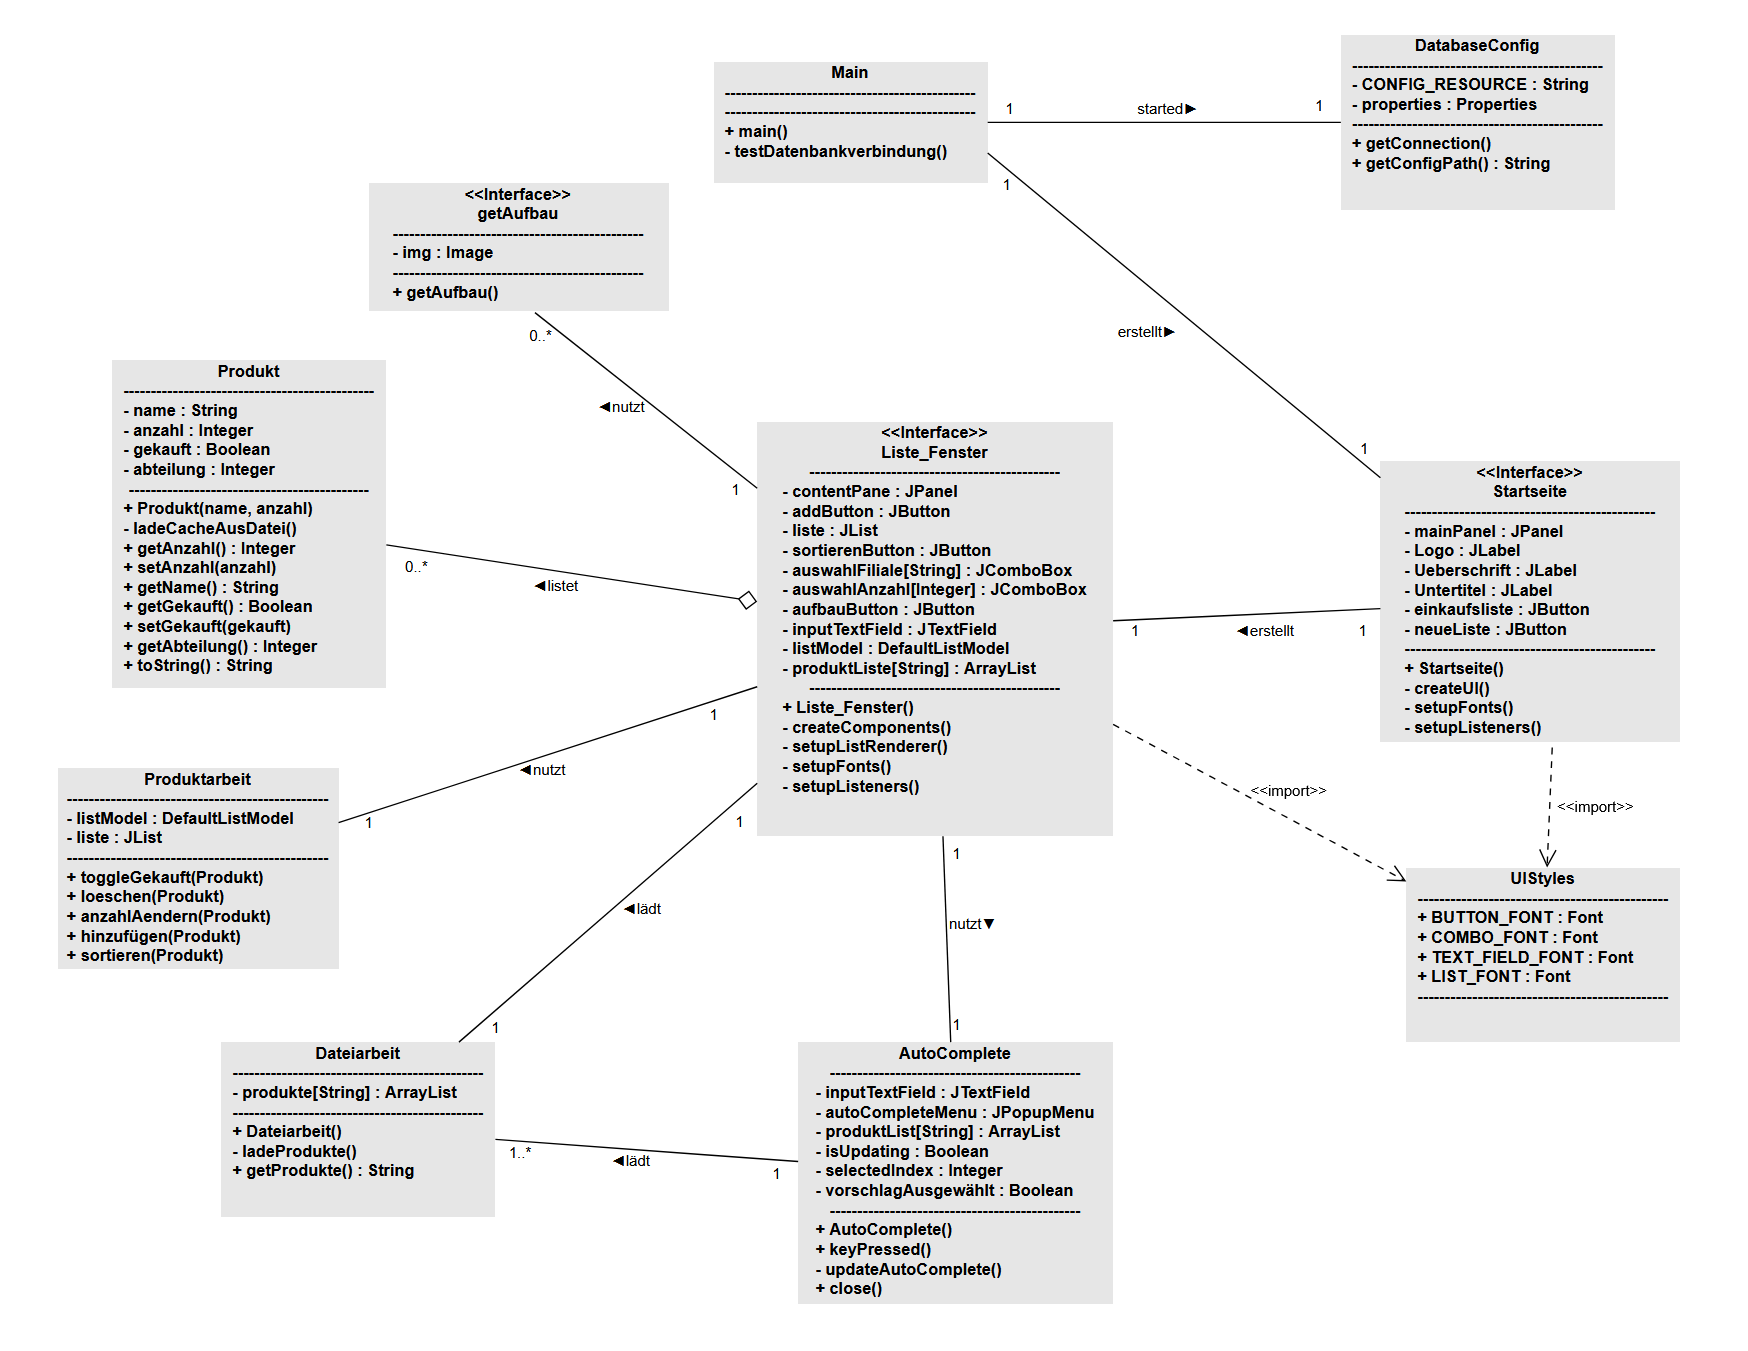 Main
----------------------------------------------
----------------------------------------------
+ main()
- testDatenbankverbindung()
1
started►
1
DatabaseConfig
----------------------------------------------
- CONFIG_RESOURCE : String
- properties : Properties
----------------------------------------------
+ getConnection()
+ getConfigPath() : String
1
erstellt►
1
<<Interface>>
getAufbau
----------------------------------------------
- img : Image
----------------------------------------------
+ getAufbau()
0..*
◄nutzt
1
Produkt
----------------------------------------------
- name : String
- anzahl : Integer
- gekauft : Boolean
- abteilung : Integer
--------------------------------------------
+ Produkt(name, anzahl)
- ladeCacheAusDatei()
+ getAnzahl() : Integer
+ setAnzahl(anzahl)
+ getName() : String
+ getGekauft() : Boolean
+ setGekauft(gekauft)
+ getAbteilung() : Integer
+ toString() : String
0..*
◄listet
<<Interface>>
Liste_Fenster
----------------------------------------------
- contentPane : JPanel
- addButton : JButton
- liste : JList
- sortierenButton : JButton
- auswahlFiliale[String] : JComboBox
- auswahlAnzahl[Integer] : JComboBox
- aufbauButton : JButton
- inputTextField : JTextField
- listModel : DefaultListModel
- produktListe[String] : ArrayList
----------------------------------------------
+ Liste_Fenster()
- createComponents()
- setupListRenderer()
- setupFonts()
- setupListeners()
<<Interface>>
Startseite
----------------------------------------------
- mainPanel : JPanel
- Logo : JLabel
- Ueberschrift : JLabel
- Untertitel : JLabel
- einkaufsliste : JButton
- neueListe : JButton
----------------------------------------------
+ Startseite()
- createUI()
- setupFonts()
- setupListeners()
1
◄erstellt
1
1
◄nutzt
1
Produktarbeit
------------------------------------------------
- listModel : DefaultListModel
- liste : JList
------------------------------------------------
+ toggleGekauft(Produkt)
+ loeschen(Produkt)
+ anzahlAendern(Produkt)
+ hinzufügen(Produkt)
+ sortieren(Produkt)
1
◄lädt
1
1
nutzt▼
1
<<import>>
<<import>>
UIStyles
----------------------------------------------
+ BUTTON_FONT : Font
+ COMBO_FONT : Font
+ TEXT_FIELD_FONT : Font
+ LIST_FONT : Font
----------------------------------------------
Dateiarbeit
----------------------------------------------
- produkte[String] : ArrayList
----------------------------------------------
+ Dateiarbeit()
- ladeProdukte()
+ getProdukte() : String
1..*
◄lädt
1
AutoComplete
----------------------------------------------
- inputTextField : JTextField
- autoCompleteMenu : JPopupMenu
- produktList[String] : ArrayList
- isUpdating : Boolean
- selectedIndex : Integer
- vorschlagAusgewählt : Boolean
----------------------------------------------
+ AutoComplete()
+ keyPressed()
- updateAutoComplete()
+ close()